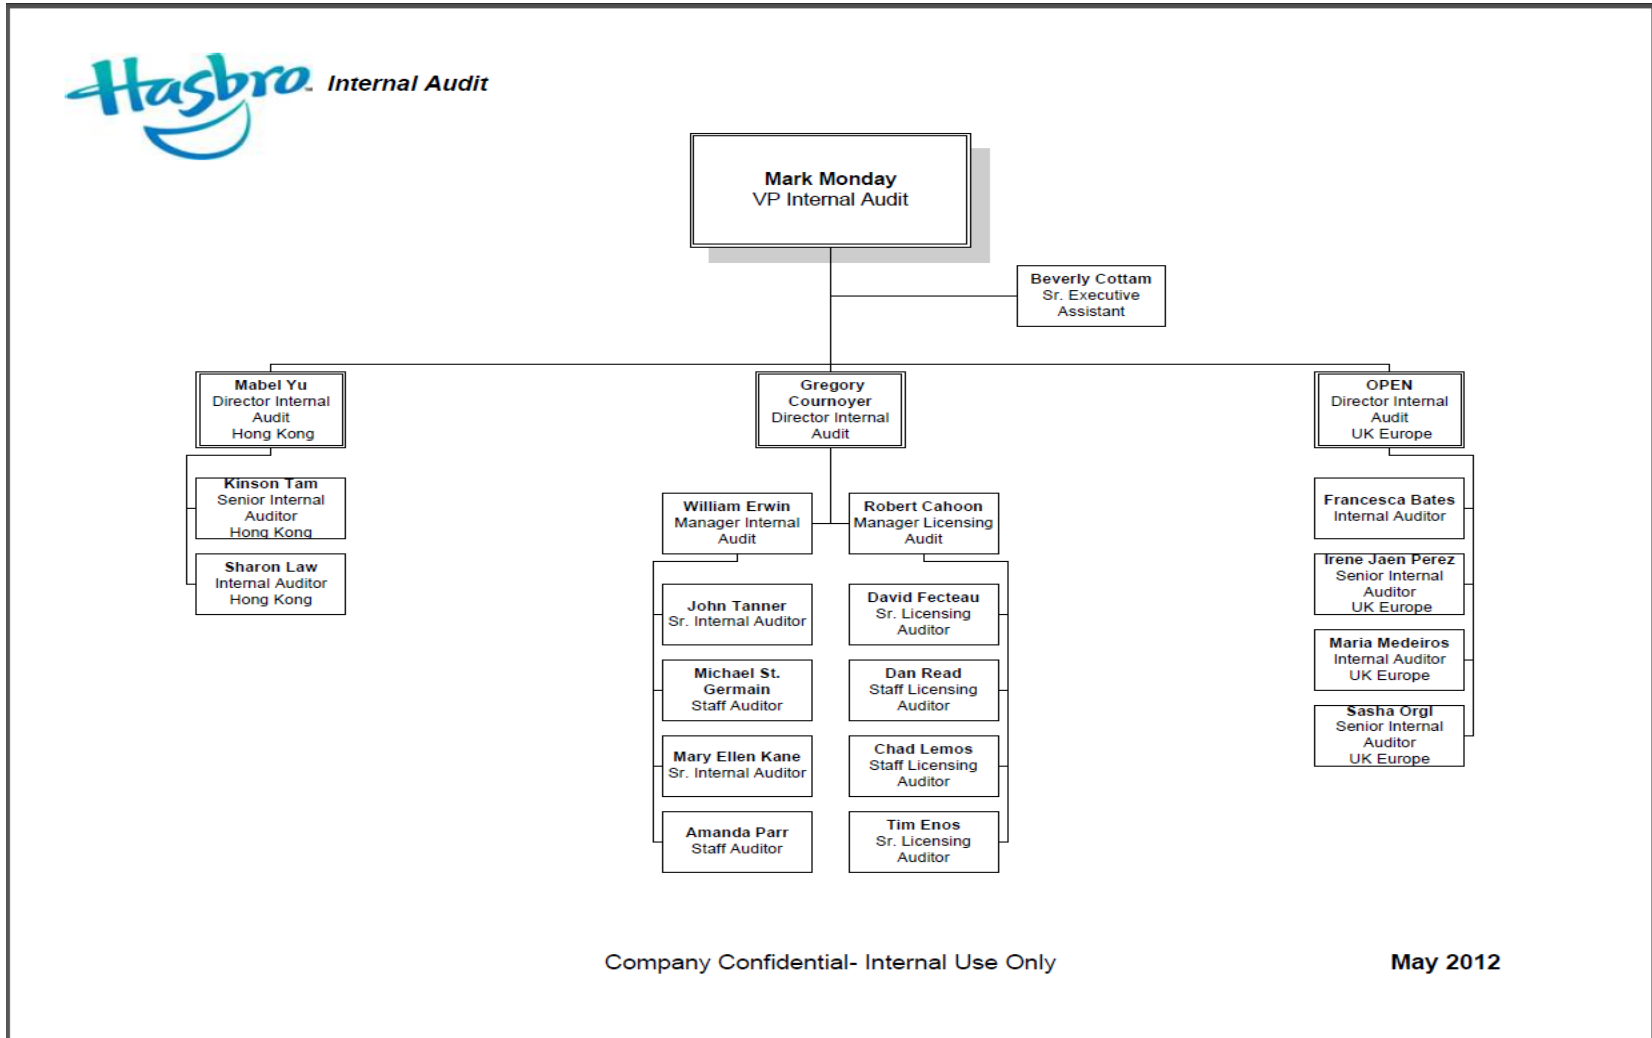 Hasbro Internal Audit
Mark Monday
VP Internal Audit
Beverly Cottam
Sr. Executive
Assistant
Mabel Yu
Director Internal
Audit
Hong Kong
Gregory
Cournoyer
Director Internal
Audit
OPEN
Director Internal
Audit
UK Europe
Kinson Tam
Senior Internal
Auditor
Hong Kong
Sharon Law
Internal Auditor
Hong Kong
William Erwin
Manager Internal
Audit
Robert Cahoon
Manager Licensing
Audit
John Tanner
Sr. Internal Auditor
Michael St.
Germain
Staff Auditor
Mary Ellen Kane
Sr. Internal Auditor
Amanda Parr
Staff Auditor
David Fecteau
Sr. Licensing
Auditor
Dan Read
Staff Licensing
Auditor
Chad Lemos
Staff Licensing
Auditor
Tim Enos
Sr. Licensing
Auditor
Francesca Bates
Internal Auditor
Irene Jaen Perez
Senior Internal
Auditor
UK Europe
Maria Medeiros
Internal Auditor
UK Europe
Sasha Orgl
Senior Internal
Auditor
UK Europe
Company Confidential- Internal Use Only
May 2012